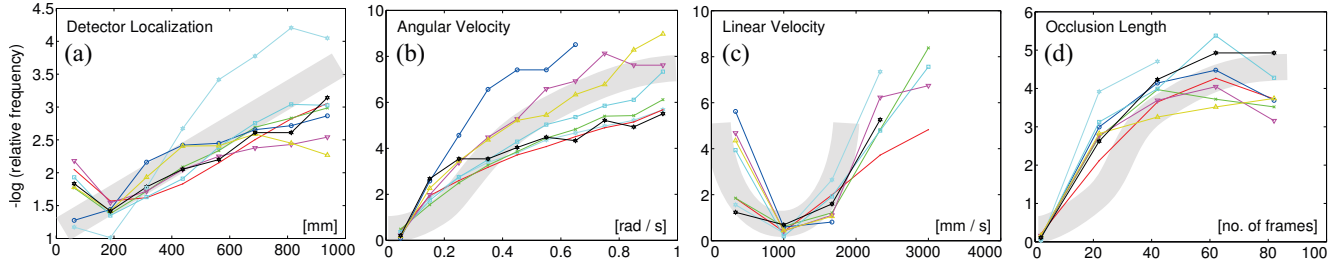 Detector Localization
(a)
-log (relative frequency)
4.5
4
3.5
3
2.5
2
1.5
1
0 200 400 600 800 1000
[mm]
Angular Velocity
(b)
10
8
6
4
2
0
0 0.2 0.4 0.6 0.8 1
[rad / s]
Linear Velocity
(c)
10
8
6
4
2
0
0 1000 2000 3000 4000
[mm / s]
Occlusion Length
(d)
6
5
4
3
2
1
0
0 20 40 60 80 100
[no. of frames]